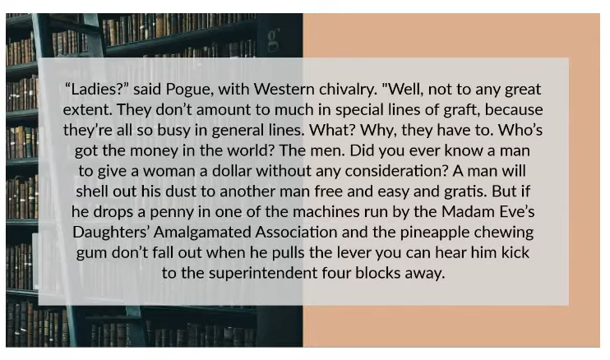 “Ladies?” said Pogue, with Western chivalry. "Well, not to any great
extent. They don’t amount to much in special lines of graft, because
they’re all so busy in general lines. What? Why, they have to. Who’s
got the money in the world? The men. Did you ever know a man
to give a woman a dollar without any consideration? A man will
shell out his dust to another man free and easy and gratis. But if
he drops a penny in one of the machines run by the Madam Eve’s
Daughters’ Amalgamated Association and the pineapple chewing
gum don’t fall out when he pulls the lever you can hear him kick
to the superintendent four blocks away.